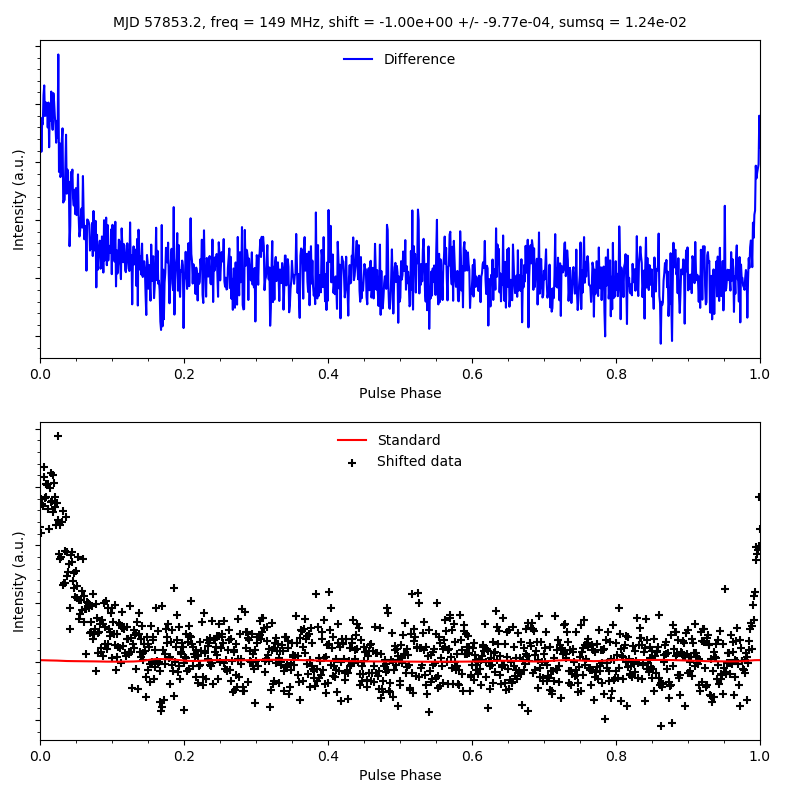 MJD 57853.2, freq = 149 MHz, shift = -1.00e+00 +/- -9.77e-04, sumsq = 1.24e-02
Difference
Intensity (a.u.)
0.0 0.2 0.4 0.6 0.8 1.0
Pulse Phase
Standard
Shifted data
Intensity (a.u.)
0.0 0.2 0.4 0.6 0.8 1.0
Pulse Phase